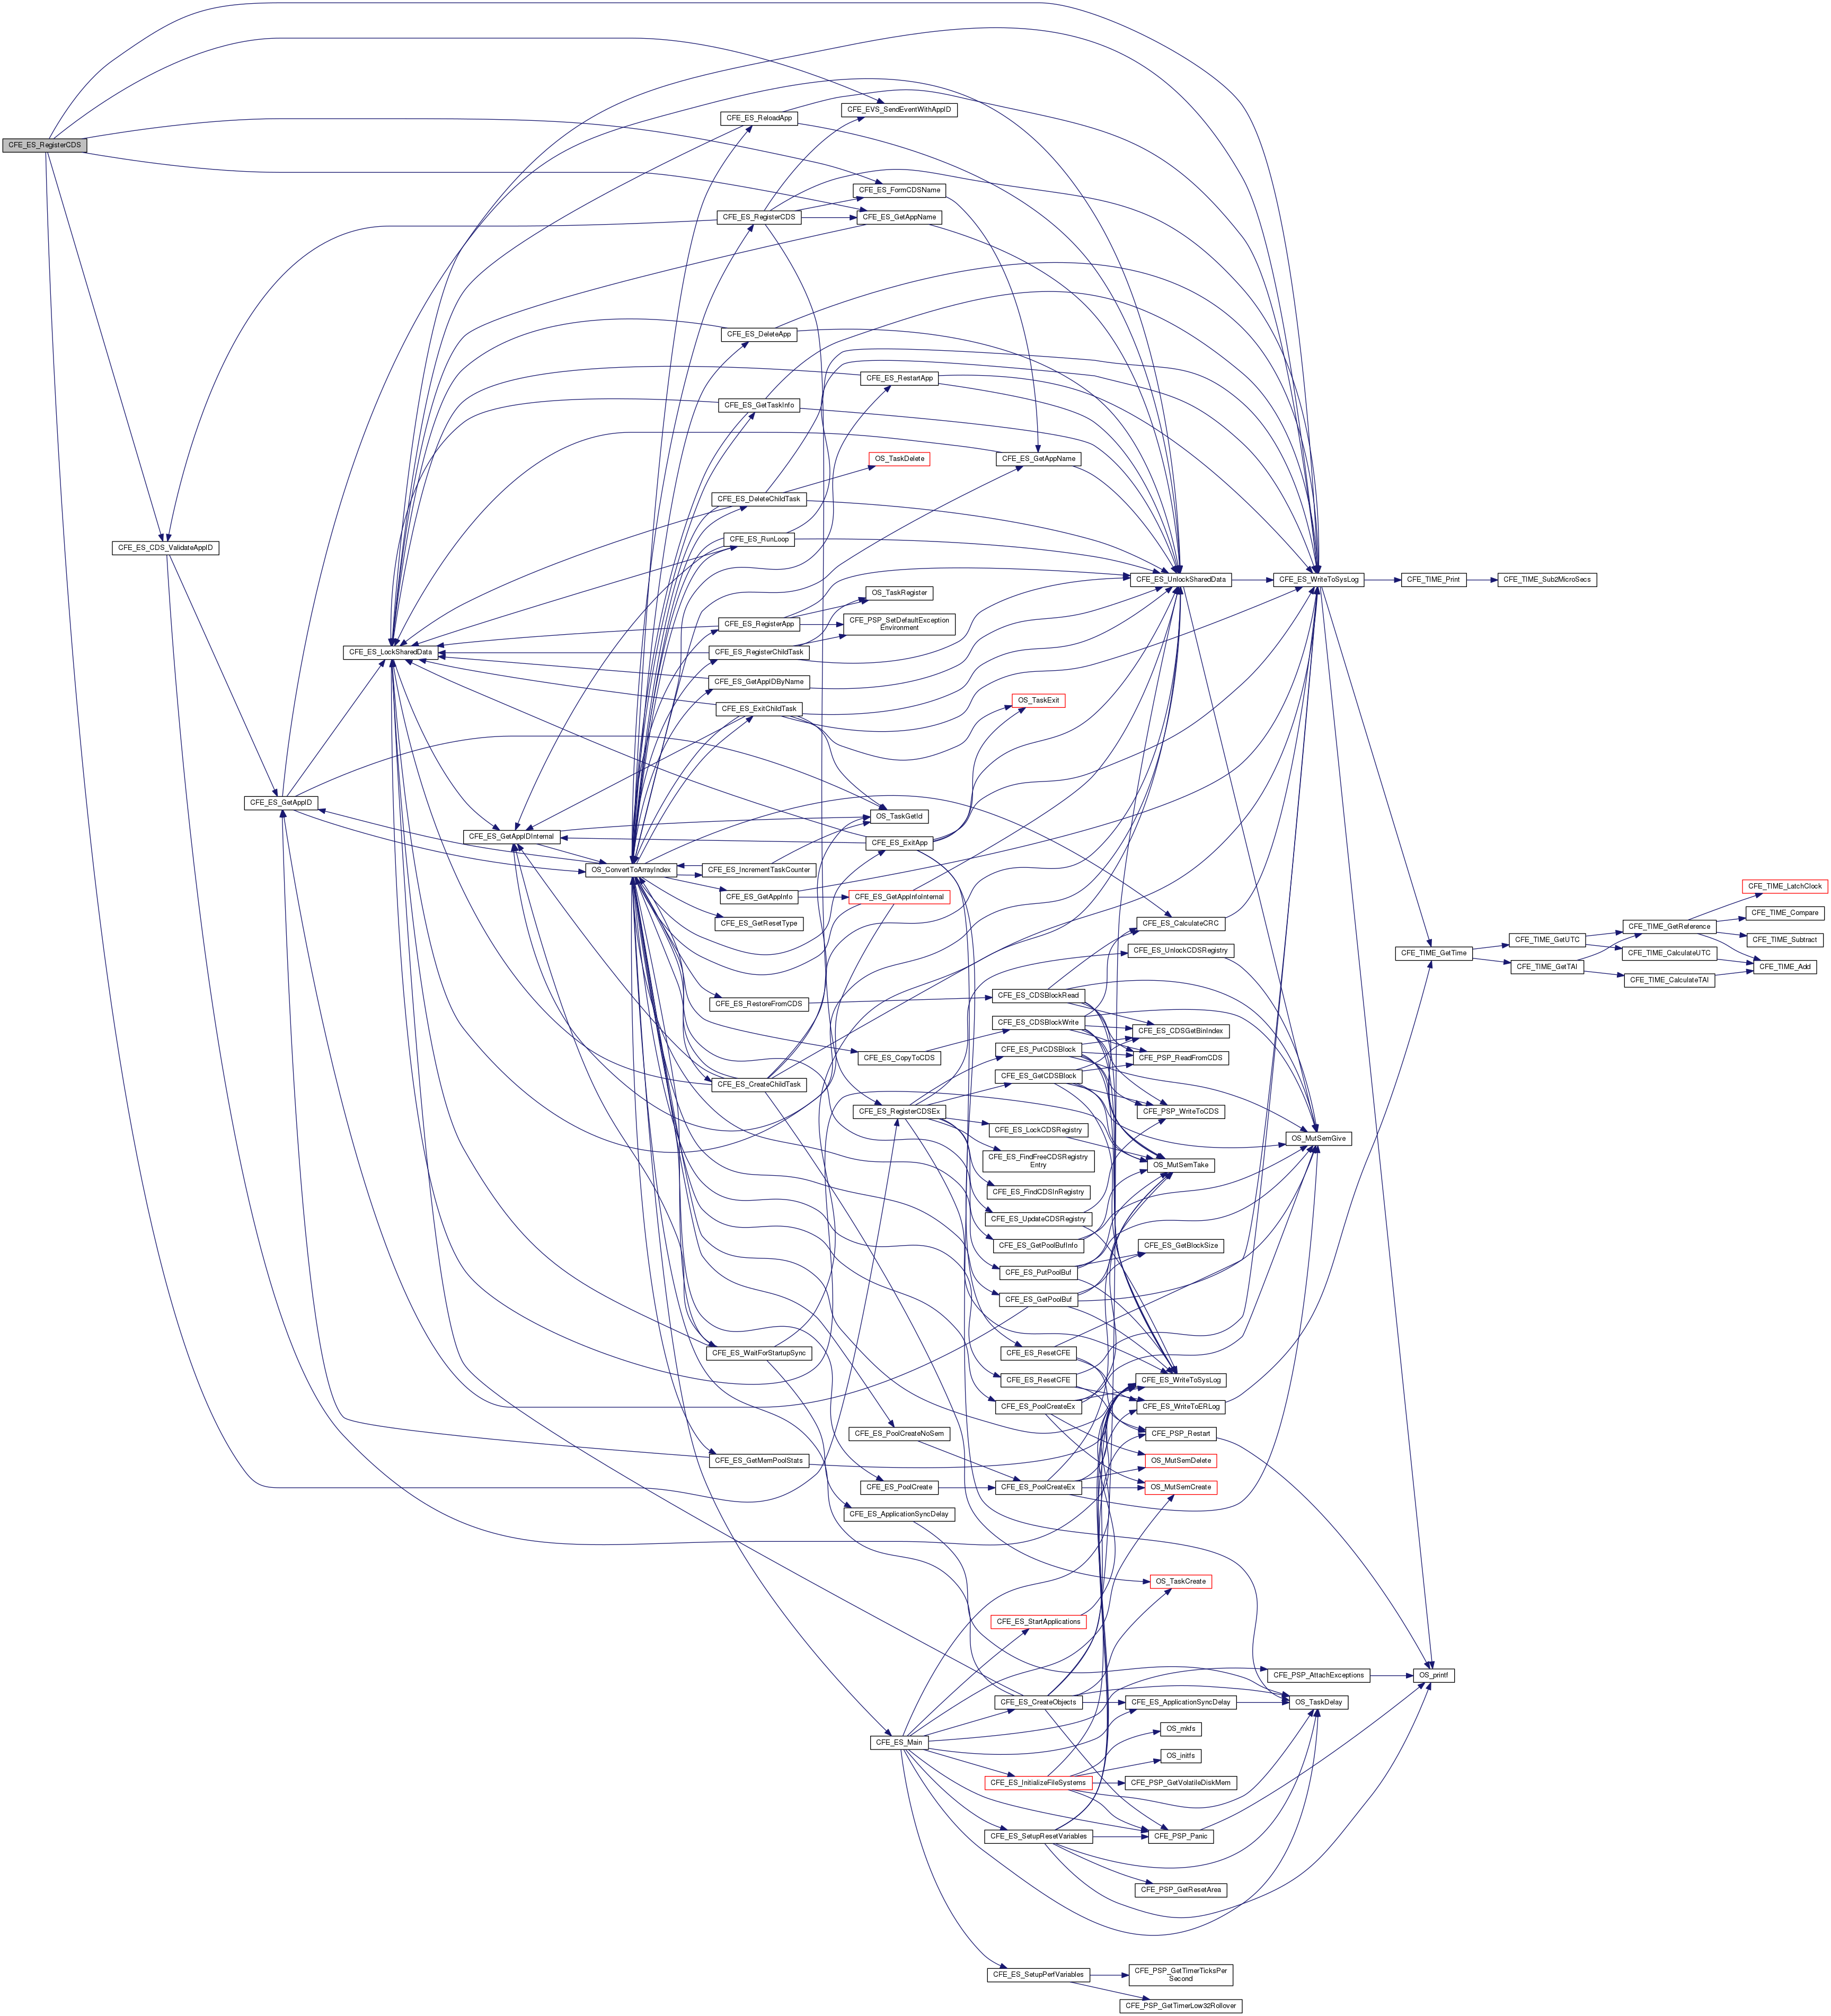 CFE_ES_RegisterCDS
CFE_ES_CDS_ValidateAppID
CFE_ES_GetAppID
CFE_ES_LockSharedData
CFE_ES_GetAppIDInternal
OS_ConvertToArrayIndex
CFE_ES_ReloadApp
CFE_ES_RegisterCDS
CFE_ES_DeleteApp
CFE_ES_GetTaskInfo
CFE_ES_DeleteChildTask
CFE_ES_RunLoop
CFE_ES_RegisterApp
CFE_ES_RegisterChildTask
CFE_ES_GetAppIDByName
CFE_ES_ExitChildTask
CFE_ES_IncrementTaskCounter
CFE_ES_GetAppInfo
CFE_ES_GetResetType
CFE_ES_RestoreFromCDS
CFE_ES_CreateChildTask
CFE_ES_WaitForStartupSync
CFE_ES_GetMemPoolStats
CFE_EVS_SendEventWithAppID
CFE_ES_FormCDSName
CFE_ES_GetAppName
CFE_ES_RestartApp
OS_TaskDelete
OS_TaskRegister
CFE_PSP_SetDefaultException
Environment
OS_TaskGetId
CFE_ES_ExitApp
CFE_ES_GetAppInfoInternal
CFE_ES_CopyToCDS
CFE_ES_RegisterCDSEx
CFE_ES_PoolCreateNoSem
CFE_ES_PoolCreate
CFE_ES_ApplicationSyncDelay
CFE_ES_Main
CFE_ES_GetAppName
OS_TaskExit
CFE_ES_CDSBlockRead
CFE_ES_CDSBlockWrite
CFE_ES_PutCDSBlock
CFE_ES_GetCDSBlock
CFE_ES_LockCDSRegistry
CFE_ES_FindFreeCDSRegistry
Entry
CFE_ES_FindCDSInRegistry
CFE_ES_UpdateCDSRegistry
CFE_ES_GetPoolBufInfo
CFE_ES_PutPoolBuf
CFE_ES_GetPoolBuf
CFE_ES_ResetCFE
CFE_ES_ResetCFE
CFE_ES_PoolCreateEx
CFE_ES_PoolCreateEx
CFE_ES_StartApplications
CFE_ES_CreateObjects
CFE_ES_InitializeFileSystems
CFE_ES_SetupResetVariables
CFE_ES_SetupPerfVariables
CFE_ES_UnlockSharedData
CFE_ES_CalculateCRC
CFE_ES_UnlockCDSRegistry
CFE_ES_CDSGetBinIndex
CFE_PSP_ReadFromCDS
CFE_PSP_WriteToCDS
OS_MutSemTake
CFE_ES_GetBlockSize
CFE_ES_WriteToSysLog
CFE_ES_WriteToERLog
CFE_PSP_Restart
OS_MutSemDelete
OS_MutSemCreate
OS_TaskCreate
CFE_ES_ApplicationSyncDelay
OS_mkfs
OS_initfs
CFE_PSP_GetVolatileDiskMem
CFE_PSP_Panic
CFE_PSP_GetResetArea
CFE_PSP_GetTimerTicksPer
Second
CFE_PSP_GetTimerLow32Rollover
CFE_ES_WriteToSysLog
OS_MutSemGive
CFE_PSP_AttachExceptions
OS_TaskDelay
CFE_TIME_Print
CFE_TIME_GetTime
OS_printf
CFE_TIME_Sub2MicroSecs
CFE_TIME_GetUTC
CFE_TIME_GetTAI
CFE_TIME_GetReference
CFE_TIME_CalculateUTC
CFE_TIME_CalculateTAI
CFE_TIME_LatchClock
CFE_TIME_Compare
CFE_TIME_Subtract
CFE_TIME_Add